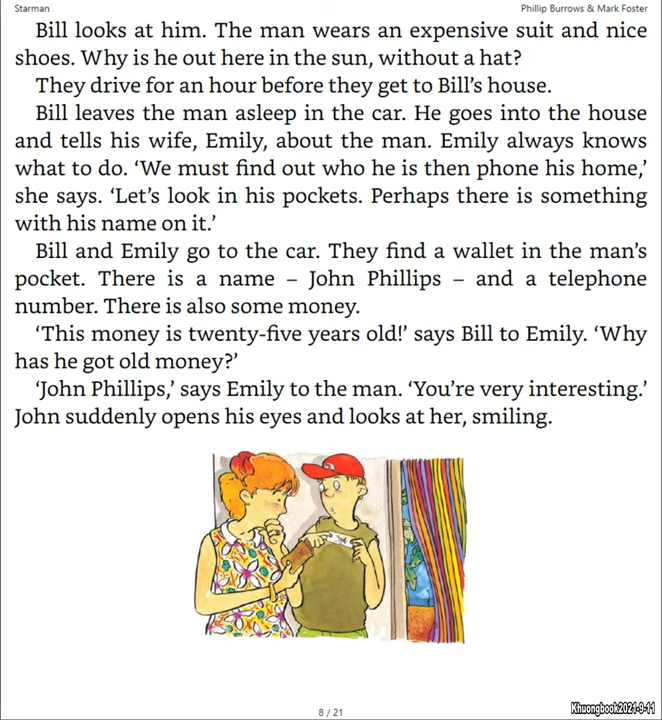 Starman
Phillip Burrows & Mark Foster
Bill looks at him. The man wears an expensive suit and nice
shoes. Why is he out here in the sun, without a hat?
They drive for an hour before they get to Bill’s house.
Bill leaves the man asleep in the car. He goes into the house
and tells his wife, Emily, about the man. Emily always knows
what to do. ‘We must find out who he is then phone his home,’
she says. ‘Let’s look in his pockets. Perhaps there is something
with his name on it.’
Bill and Emily go to the car. They find a wallet in the man’s
pocket. There is a name – John Phillips – and a telephone
number. There is also some money.
‘This money is twenty-five years old!’ says Bill to Emily. ‘Why
has he got old money?’
‘John Phillips,’ says Emily to the man. ‘You’re very interesting.’
John suddenly opens his eyes and looks at her, smiling.
8 / 21
Khuongbook2021-9-11